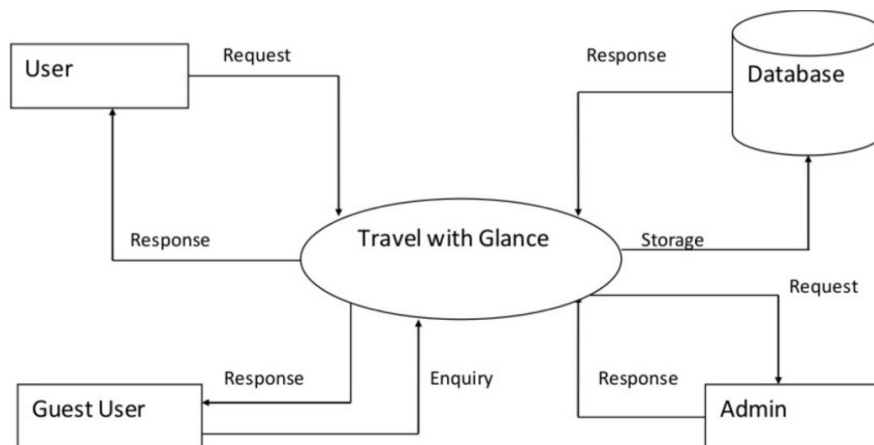 User
Request
Response
Database
Response
Travel with Glance
Storage
Request
Response
Enquiry
Response
Guest User
Admin